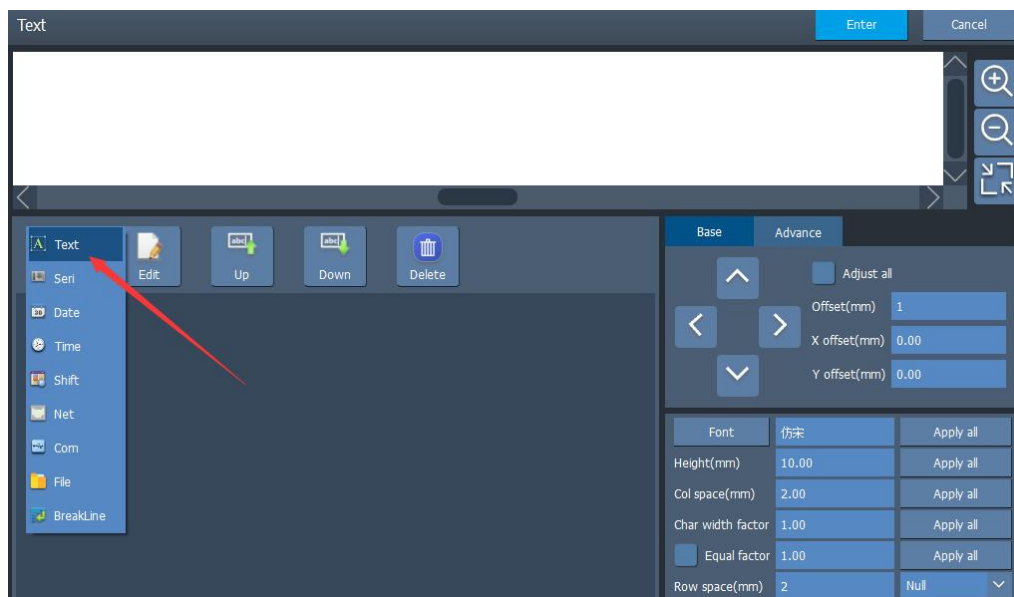 Text Enter Cancel
Text
Seri
Date
Time
Shift
Net
Com
File
BreakLine
Edit Up Down Delete
Base Advance
Adjust all
Offset(mm) 1
X offset(mm) 0.00
Y offset(mm) 0.00
Font 仿宋 Apply all
Height(mm) 10.00 Apply all
Col space(mm) 2.00 Apply all
Char width factor 1.00 Apply all
Equal factor 1.00 Apply all
Row space(mm) 2 Null